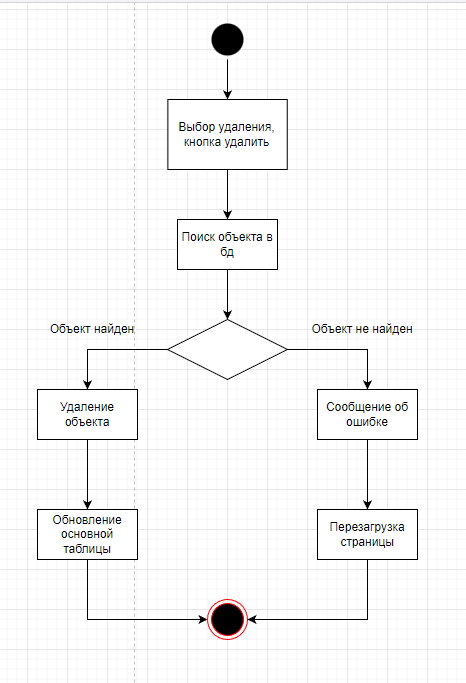 Выбор удаления,
кнопка удалить
Поиск объекта в
бд
Объект найден
Объект не найден
Удаление
объекта
Сообщение об
ошибке
Обновление
основной
таблицы
Перезагрузка
страницы